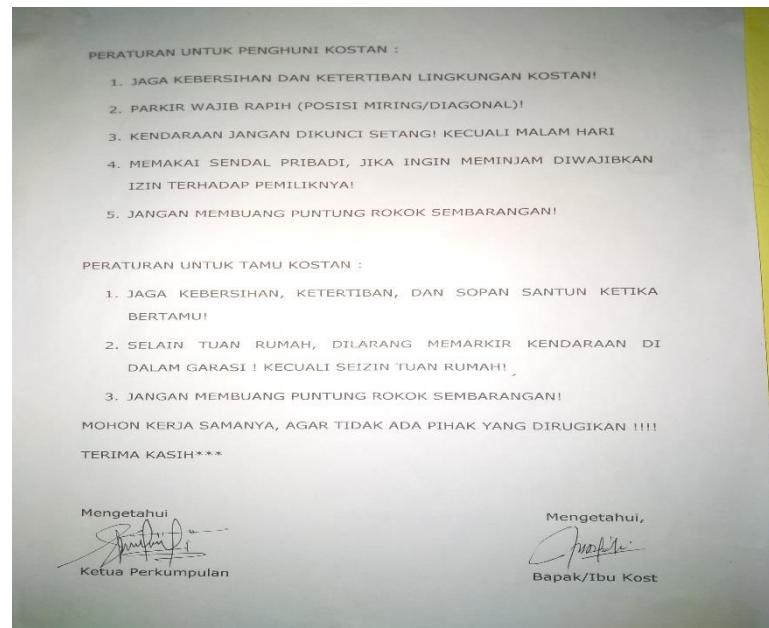 PERATURAN UNTUK PENGHUNI KOSTAN :
1. JAGA KEBERSIHAN DAN KETERTIBAN LINGKUNGAN KOSTAN!
2. PARKIR WAJIB RAPIH (POSISI MIRING/DIAGONAL)!
3. KENDARAAN JANGAN DIKUNCI SETANG! KECUALI MALAM HARI
4. MEMAKAI SENDAL PRIBADI, JIKA INGIN MEMINJAM DIWAJIBKAN
IZIN TERHADAP PEMILIKNYA!
5. JANGAN MEMBUANG PUNTUNG ROKOK SEMBARANGAN!
PERATURAN UNTUK TAMU KOSTAN :
1. JAGA KEBERSIHAN, KETERTIBAN, DAN SOPAN SANTUN KETIKA
BERTAMU!
2. SELAIN TUAN RUMAH, DILARANG MEMARKIR KENDARAAN DI
DALAM GARASI ! KECUALI SEIZIN TUAN RUMAH!
3. JANGAN MEMBUANG PUNTUNG ROKOK SEMBARANGAN!
MOHON KERJA SAMANYA, AGAR TIDAK ADA PIHAK YANG DIRUGIKAN !!!!
TERIMA KASIH***
Mengetahui
Ketua Perkumpulan
Mengetahui,
Bapak/Ibu Kost